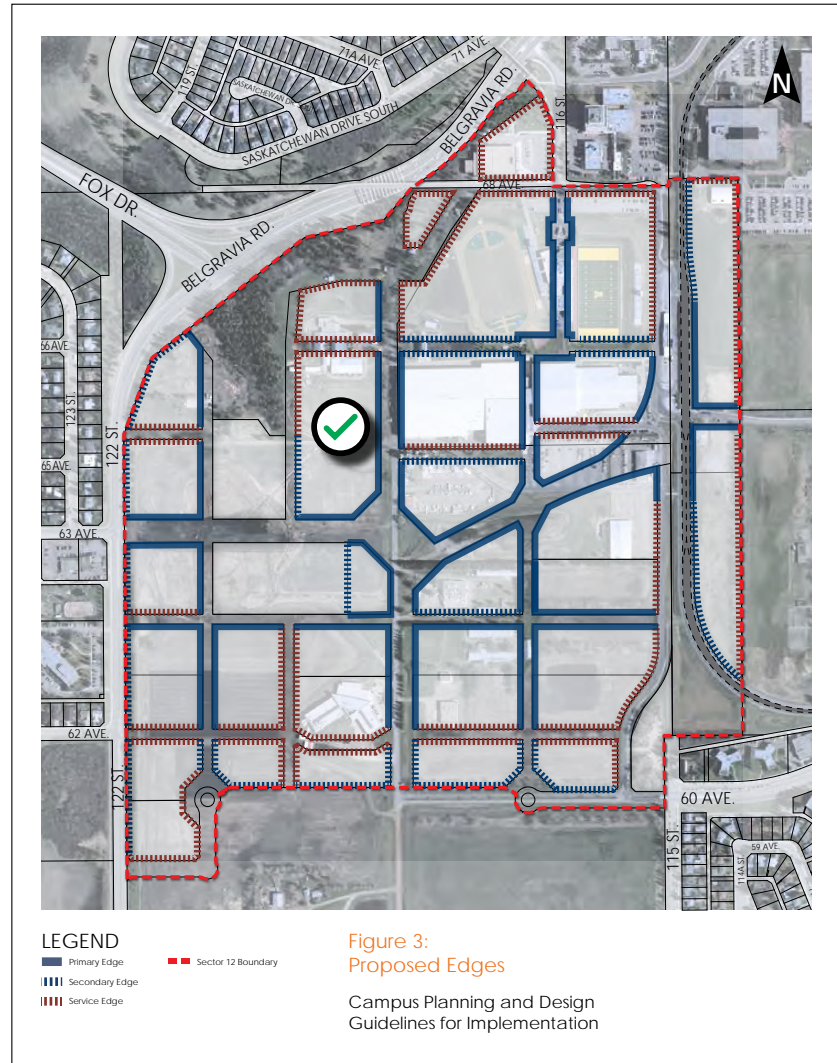 71A AVE.
71 AVE.
119 ST.
SASKATCHEWAN DRIVE SOUTH
BELGRAVIA RD.
116 ST.
N
68 AVE.
FOX DR.
BELGRAVIA RD.
66 AVE.
123 ST.
122 ST.
65 AVE.
63 AVE.
62 AVE.
122 ST.
60 AVE.
115 ST.
114A ST.
59 AVE.
LEGEND
Primary Edge
Secondary Edge
Service Edge
Sector 12 Boundary
Figure 3:
Proposed Edges
Campus Planning and Design
Guidelines for Implementation